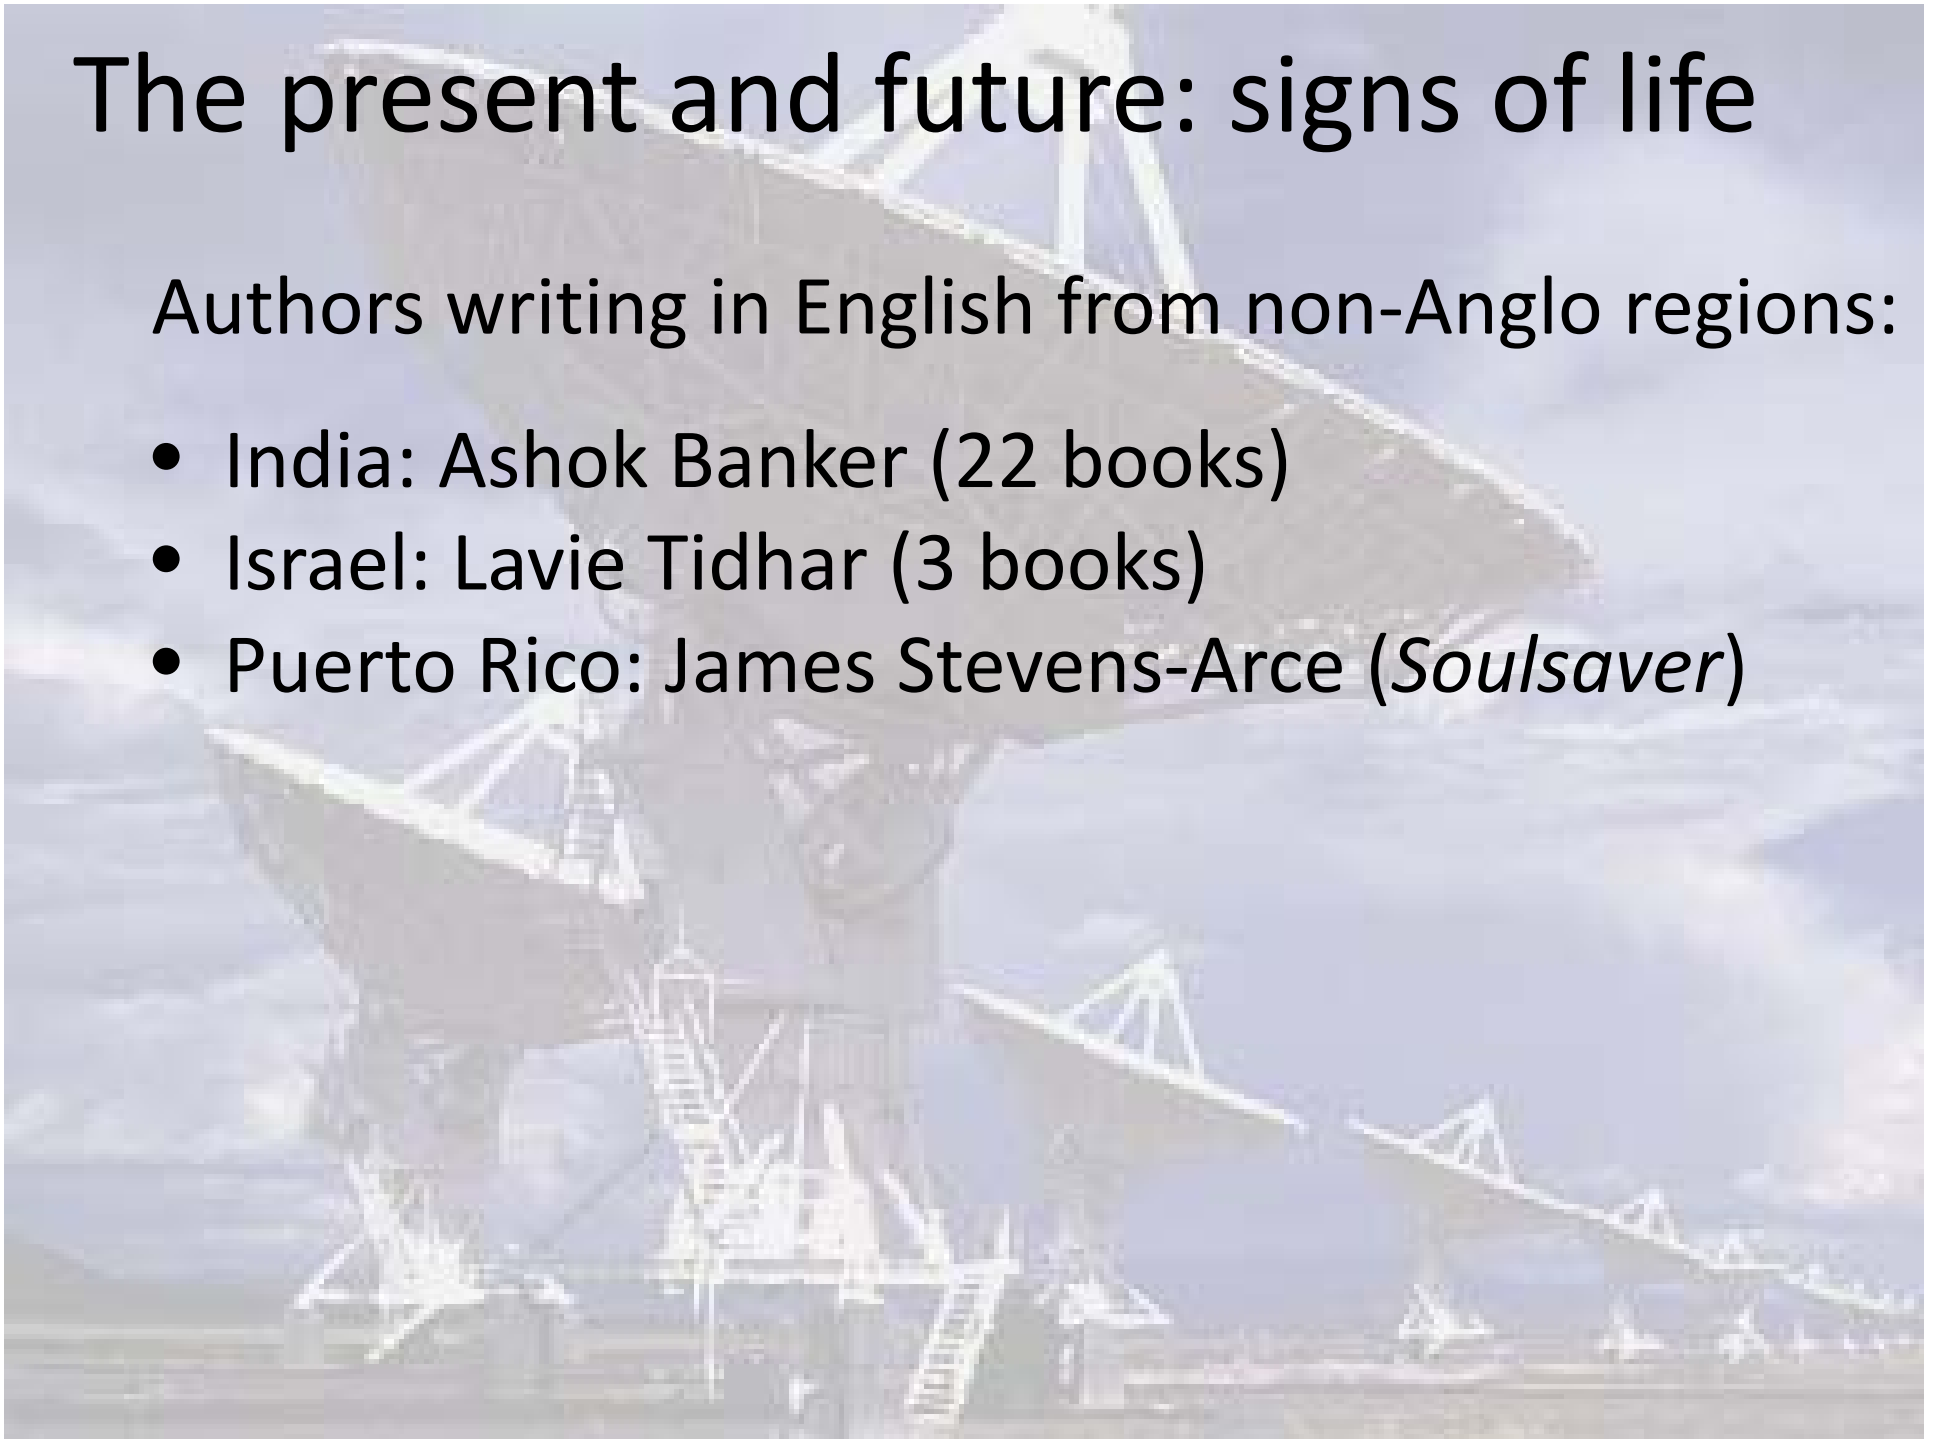 The present and future: signs of life
Authors writing in English from non-Anglo regions:
• India: Ashok Banker (22 books)
• Israel: Lavie Tidhar (3 books)
• Puerto Rico: James Stevens-Arce (Soulsaver)